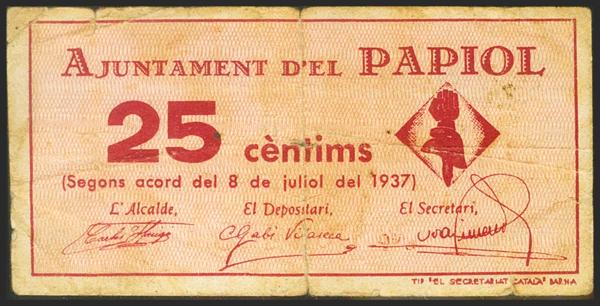 AJUNTAMENT D'EL PAPIOL
25 cèntims
(Segons acord del 8 de juliol del 1937)
L'Alcalde, El Depositari, El Secretari,
TIP "EL SECRETARIAT CATALÀ" BARNA